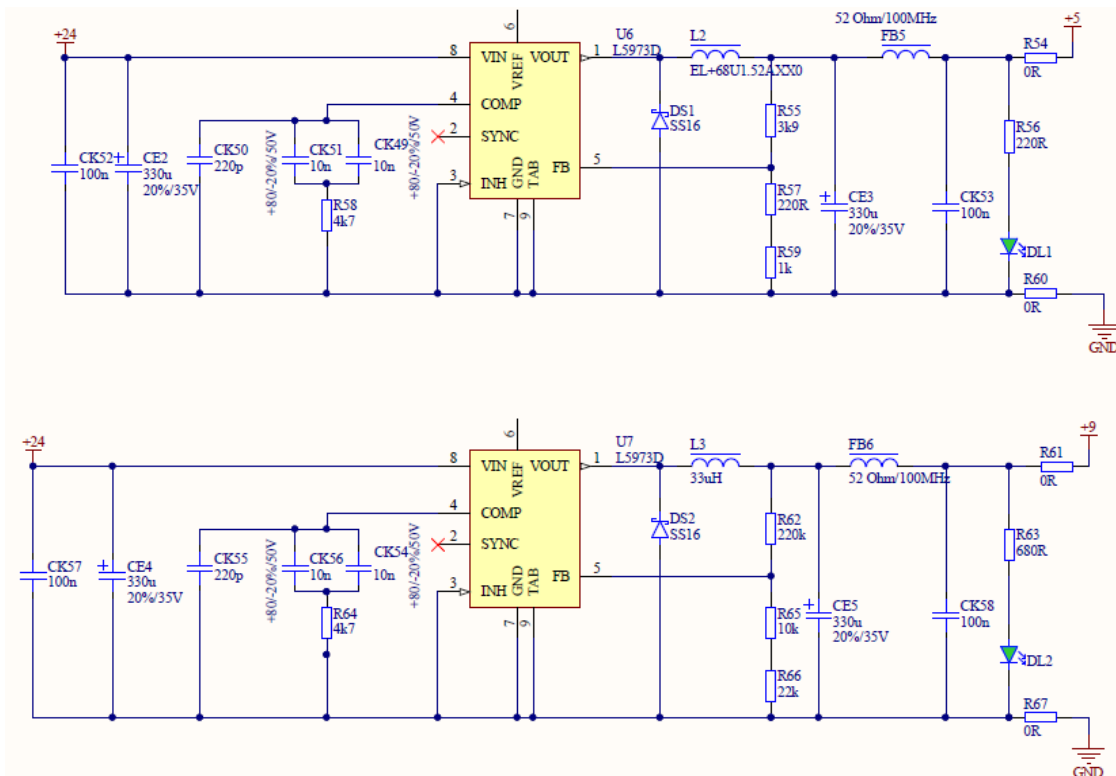 52 Ohm/100MHz
+24
6
U6
L5973D
L2
EL+68U1.52AXX0
FB5
R54
0R
+5
8
VIN
VREF
VOUT
1
4
COMP
2
SYNC
FB
5
3
INH
GND
TAB
7
9
CK52
100n
CE2
330u
20%/35V
CK50
220p
+80/-20%/50V
CK51
10n
CK49
10n
+80/-20%/50V
R58
4k7
DS1
SS16
R55
3k9
R57
220R
R59
1k
CE3
330u
20%/35V
CK53
100n
R56
220R
DL1
R60
0R
GND
+24
6
U7
L5973D
L3
33uH
FB6
52 Ohm/100MHz
R61
0R
+9
8
VIN
VREF
VOUT
1
4
COMP
2
SYNC
FB
5
3
INH
GND
TAB
7
9
CK57
100n
CE4
330u
20%/35V
CK55
220p
+80/-20%/50V
CK56
10n
CK54
10n
+80/-20%/50V
R64
4k7
DS2
SS16
R62
220k
R65
10k
R66
22k
CE5
330u
20%/35V
CK58
100n
R63
680R
DL2
R67
0R
GND